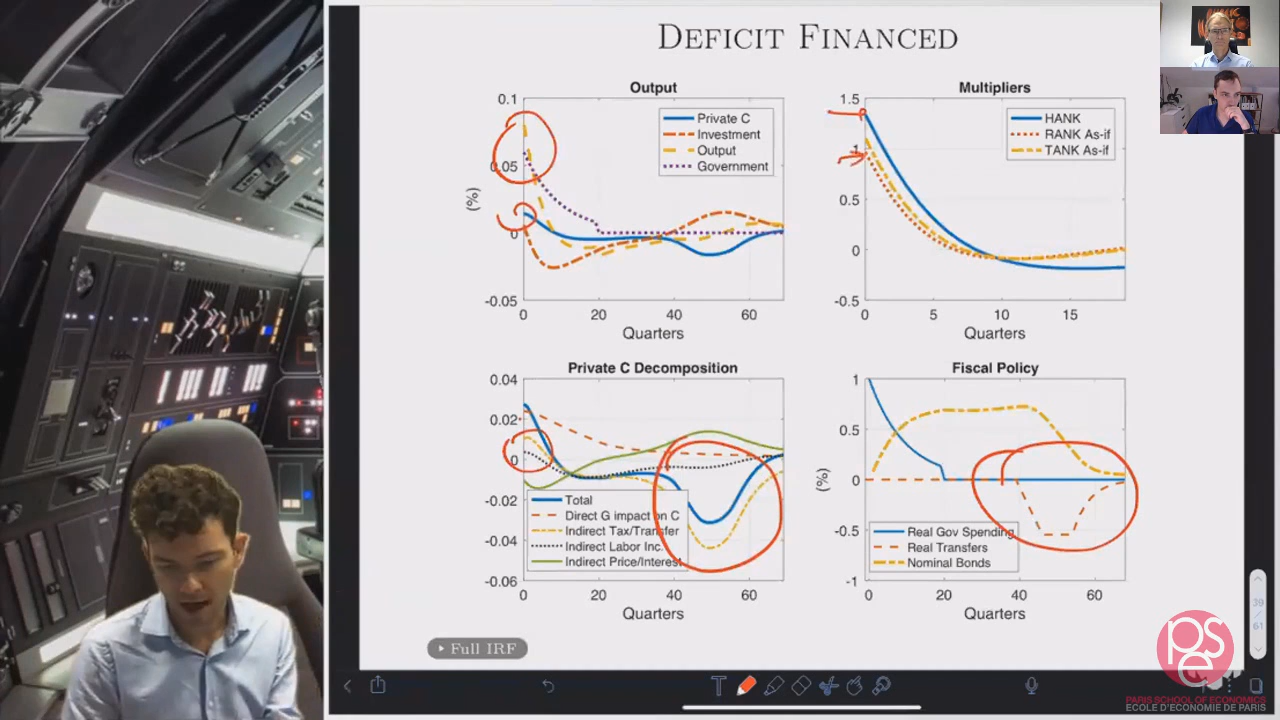 DEFICIT FINANCED
Output
0.1
0.05
0
-0.05
(%)
Private C
Investment
Output
Government
0 20 40 60
Quarters
Multipliers
1.5
1
0.5
0
-0.5
HANK
RANK As-if
TANK As-if
0 5 10 15
Quarters
Private C Decomposition
0.04
0.02
0
-0.02
-0.04
-0.06
Total
Direct G impact on C
Indirect Tax/Transfer
Indirect Labor Inc.
Indirect Price/Interest
0 20 40 60
Quarters
Fiscal Policy
1
0.5
0
-0.5
-1
(%)
Real Gov Spending
Real Transfers
Nominal Bonds
0 20 40 60
Quarters
Full IRF
39
61
T
pse
PARIS SCHOOL OF ECONOMICS
ECOLE D'ECONOMIE DE PARIS